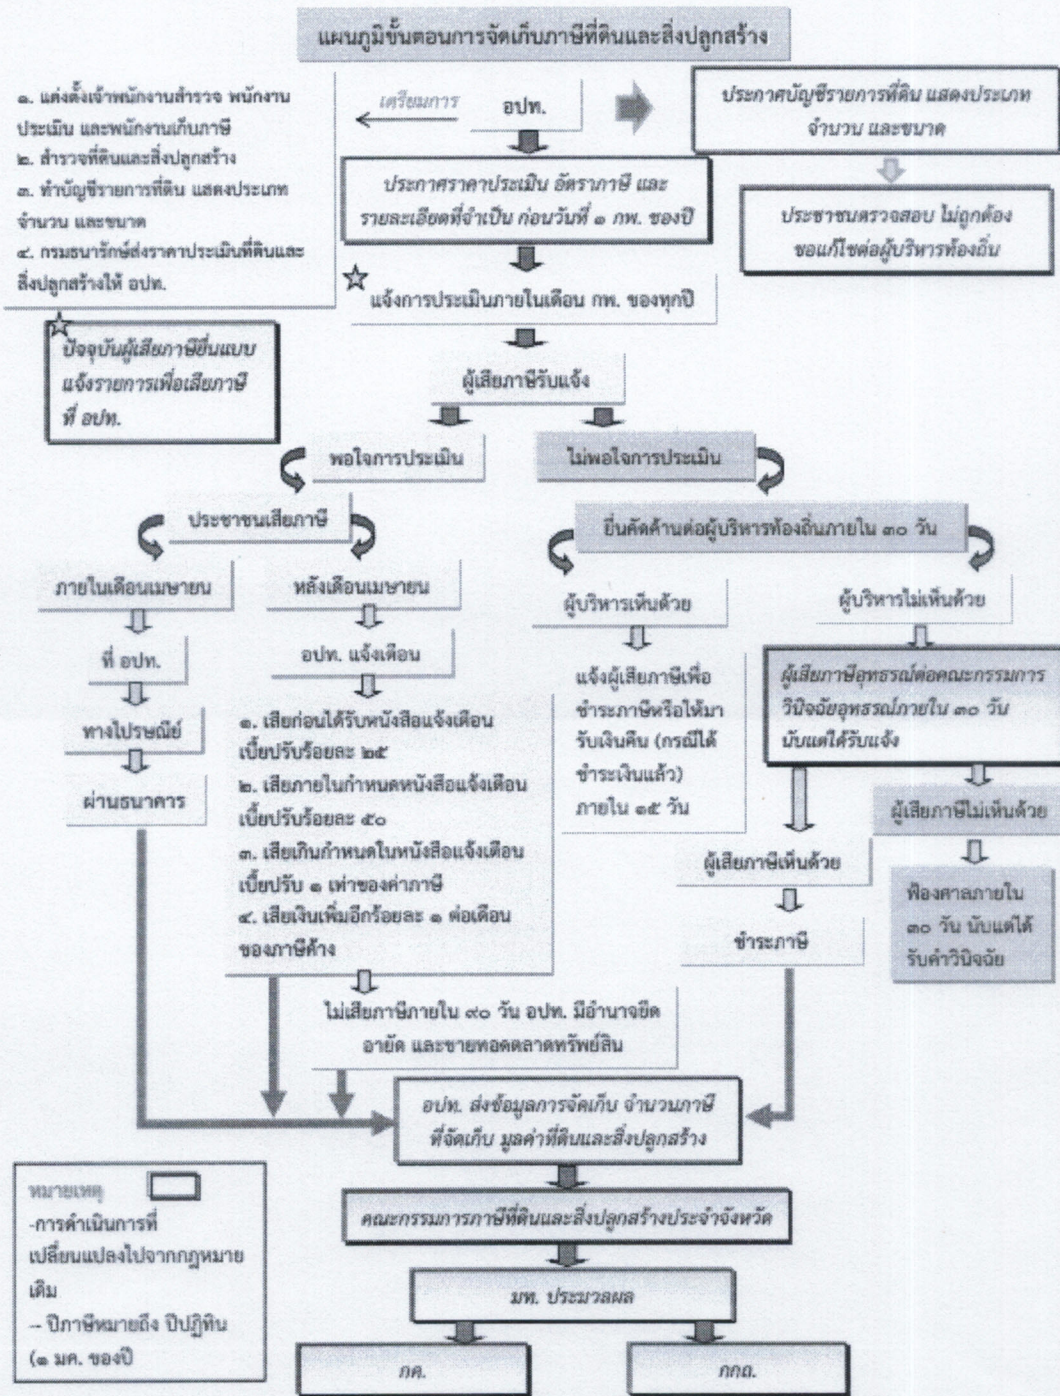 แผนภูมิขั้นตอนการจัดเก็บภาษีที่ดินและสิ่งปลูกสร้าง
๑. แต่งตั้งเจ้าพนักงานสำรวจ พนักงาน
ประเมิน และพนักงานเก็บภาษี
๒. สำรวจที่ดินและสิ่งปลูกสร้าง
๓. ทำบัญชีรายการที่ดิน แสดงประเภท
จำนวน และขนาด
๔. กรมธนารักษ์ส่งราคาประเมินที่ดินและ
สิ่งปลูกสร้างให้ อปท.
เตรียมการ
อปท.
ประกาศบัญชีรายการที่ดิน แสดงประเภท
จำนวน และขนาด
ประชาชนตรวจสอบ ไม่ถูกต้อง
ขอแก้ไขต่อผู้บริหารท้องถิ่น
ประกาศราคาประเมิน อัตราภาษี และ
รายละเอียดที่จำเป็น ก่อนวันที่ ๑ กพ. ของปี
แจ้งการประเมินภายในเดือน กพ. ของทุกปี
ปัจจุบันผู้เสียภาษียื่นแบบ
แจ้งรายการเพื่อเสียภาษี
ที่ อปท.
ผู้เสียภาษีรับแจ้ง
พอใจการประเมิน
ไม่พอใจการประเมิน
ประชาชนเสียภาษี
ยื่นคัดค้านต่อผู้บริหารท้องถิ่นภายใน ๓๐ วัน
ภายในเดือนเมษายน
หลังเดือนเมษายน
ผู้บริหารเห็นด้วย
ผู้บริหารไม่เห็นด้วย
ที่ อปท.
ทางไปรษณีย์
ผ่านธนาคาร
อปท. แจ้งเตือน
๑. เสียก่อนได้รับหนังสือแจ้งเตือน
เบี้ยปรับร้อยละ ๒๕
๒. เสียภายในกำหนดหนังสือแจ้งเตือน
เบี้ยปรับร้อยละ ๕๐
๓. เสียเกินกำหนดในหนังสือแจ้งเตือน
เบี้ยปรับ ๑ เท่าของค่าภาษี
๔. เสียเงินเพิ่มอีกร้อยละ ๑ ต่อเดือน
ของภาษีค้าง
แจ้งผู้เสียภาษีเพื่อ
ชำระภาษีหรือให้มา
รับเงินคืน (กรณีได้
ชำระเงินแล้ว)
ภายใน ๑๕ วัน
ผู้เสียภาษีอุทธรณ์ต่อคณะกรรมการ
วินิจฉัยอุทธรณ์ภายใน ๓๐ วัน
นับแต่ได้รับแจ้ง
ผู้เสียภาษีไม่เห็นด้วย
ผู้เสียภาษีเห็นด้วย
ชำระภาษี
ฟ้องศาลภายใน
๓๐ วัน นับแต่ได้
รับคำวินิจฉัย
ไม่เสียภาษีภายใน ๙๐ วัน อปท. มีอำนาจยึด
อายัด และขายทอดตลาดทรัพย์สิน
อปท. ส่งข้อมูลการจัดเก็บ จำนวนภาษี
ที่จัดเก็บ มูลค่าที่ดินและสิ่งปลูกสร้าง
คณะกรรมการภาษีที่ดินและสิ่งปลูกสร้างประจำจังหวัด
มท. ประมวลผล
กค.
กกถ.
หมายเหตุ
-การดำเนินการที่
เปลี่ยนแปลงไปจากกฎหมาย
เดิม
-- ปีภาษีหมายถึง ปีปฏิทิน
(๑ มค. ของปี